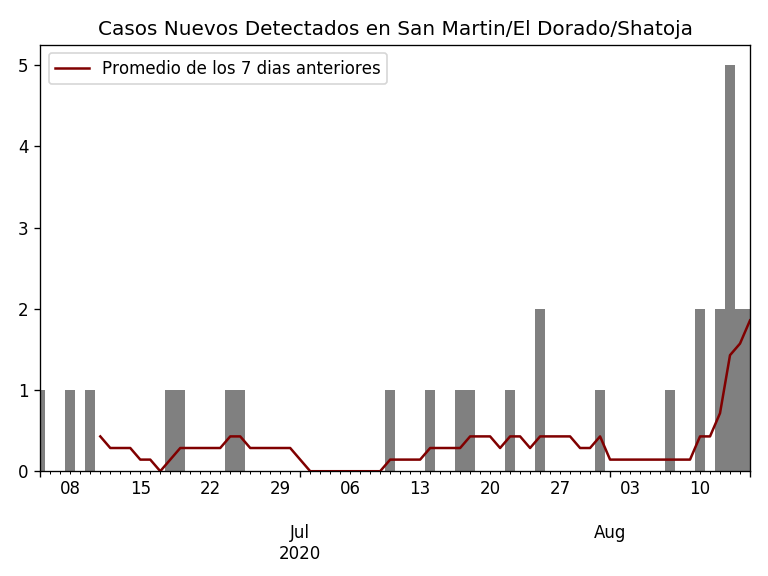 Casos Nuevos Detectados en San Martin/El Dorado/Shatoja
Promedio de los 7 dias anteriores
5
4
3
2
1
0
08 15 22 29 06 13 20 27 03 10
Jul Aug
2020